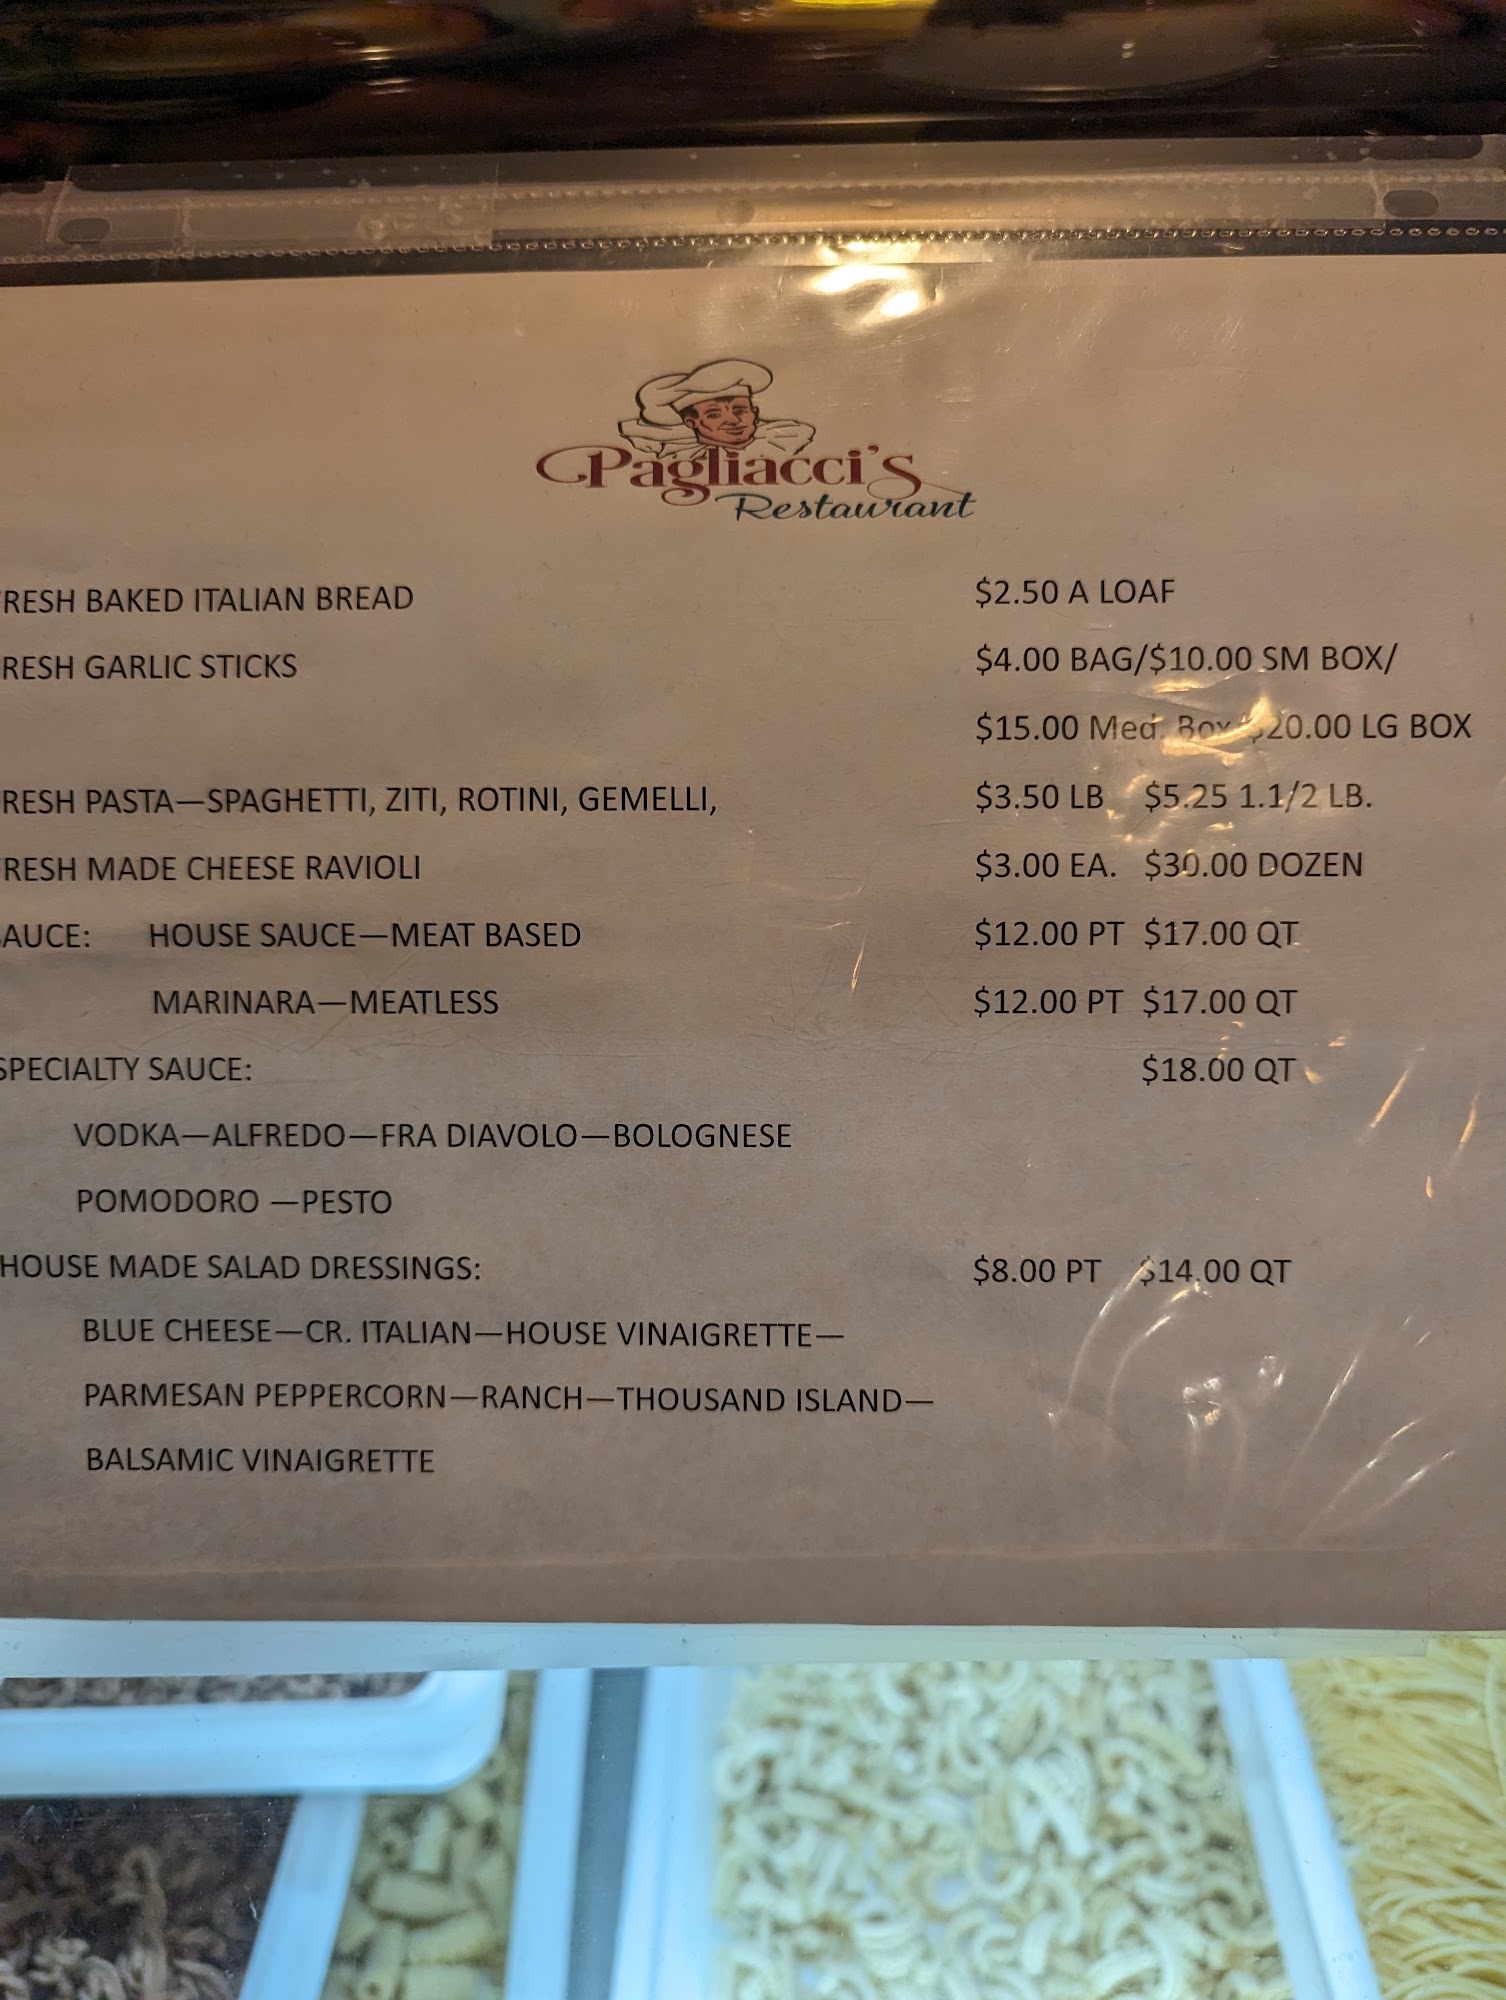 Pagliacci's
Restaurant
RESH BAKED ITALIAN BREAD $2.50 A LOAF
RESH GARLIC STICKS $4.00 BAG/$10.00 SM BOX/
$15.00 Med. Box/$20.00 LG BOX
RESH PASTA—SPAGHETTI, ZITI, ROTINI, GEMELLI, $3.50 LB $5.25 1.1/2 LB.
RESH MADE CHEESE RAVIOLI $3.00 EA. $30.00 DOZEN
AUCE: HOUSE SAUCE—MEAT BASED $12.00 PT $17.00 QT
MARINARA—MEATLESS $12.00 PT $17.00 QT
SPECIALTY SAUCE: $18.00 QT
VODKA—ALFREDO—FRA DIAVOLO—BOLOGNESE
POMODORO —PESTO
HOUSE MADE SALAD DRESSINGS: $8.00 PT $14.00 QT
BLUE CHEESE—CR. ITALIAN—HOUSE VINAIGRETTE—
PARMESAN PEPPERCORN—RANCH—THOUSAND ISLAND—
BALSAMIC VINAIGRETTE